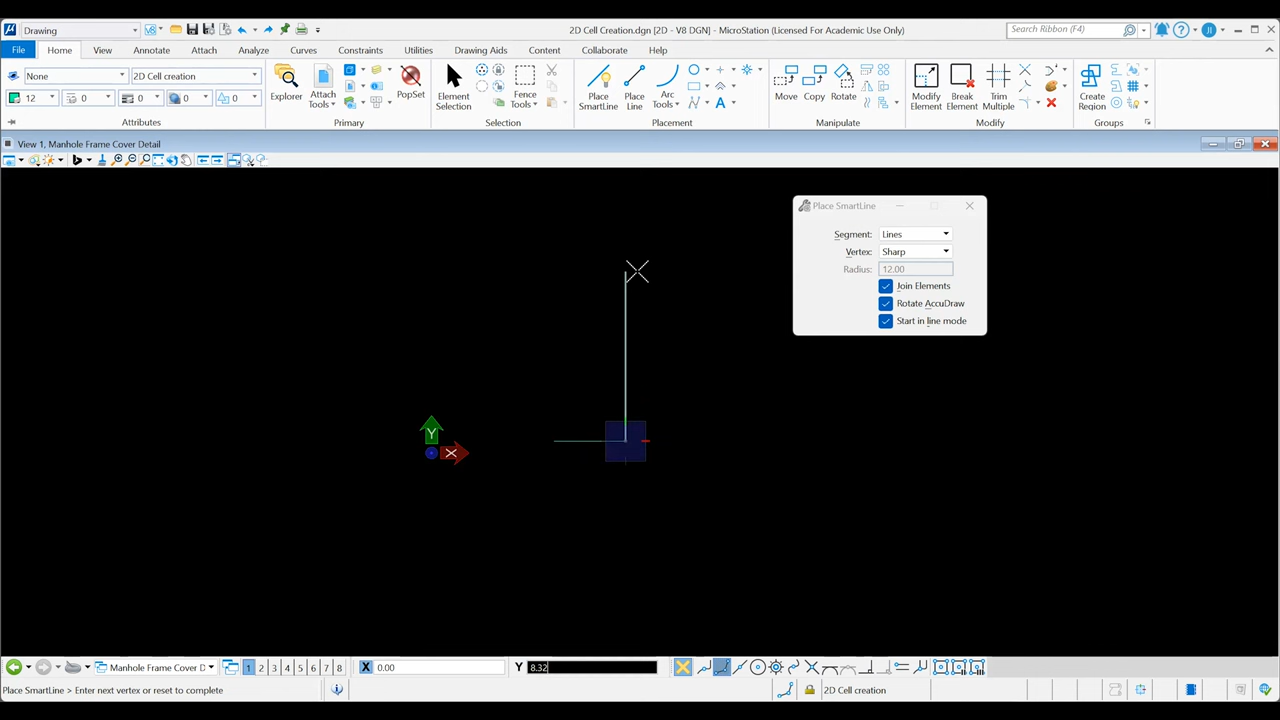 Drawing
2D Cell Creation.dgn [2D - V8 DGN] - MicroStation (Licensed For Academic Use Only)
Search Ribbon (F4)
JI
File Home View Annotate Attach Analyze Curves Constraints Utilities Drawing Aids Content Collaborate Help
None
2D Cell creation
12 0 0 0 0
Explorer
Attach Tools
PopSet
Element Selection
Fence Tools
Place SmartLine
Place Line
Arc Tools
Move
Copy
Rotate
Modify Element
Break Element
Trim Multiple
Create Region
Attributes Primary Selection Placement Manipulate Modify Groups
View 1, Manhole Frame Cover Detail
Place SmartLine
Segment: Lines
Vertex: Sharp
Radius: 12.00
Join Elements
Rotate AccuDraw
Start in line mode
Y
X
Manhole Frame Cover D 1 2 3 4 5 6 7 8 X 0.00 Y 8.32
Place SmartLine > Enter next vertex or reset to complete
2D Cell creation